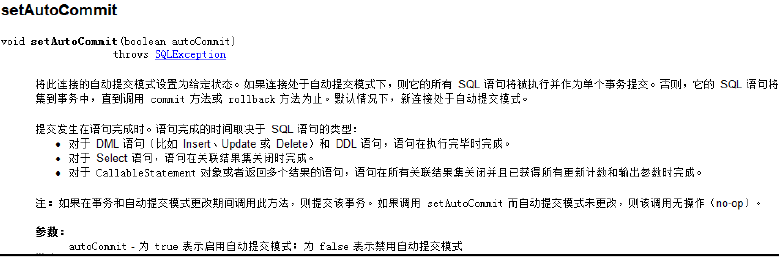 setAutoCommit
void setAutoCommit(boolean autoCommit)
throws SQLException
将此连接的自动提交模式设置为给定状态。如果连接处于自动提交模式下，则它的所有 SQL 语句将被执行并作为单个事务提交。否则，它的 SQL 语句将
集到事务中，直到调用 commit 方法或 rollback 方法为止。默认情况下，新连接处于自动提交模式。
提交发生在语句完成时。语句完成的时间取决于 SQL 语句的类型：
• 对于 DML 语句（比如 Insert、Update 或 Delete）和 DDL 语句，语句在执行完毕时完成。
• 对于 Select 语句，语句在关联结果集关闭时完成。
• 对于 CallableStatement 对象或者返回多个结果的语句，语句在所有关联结果集关闭并且已获得所有更新计数和输出参数时完成。
注：如果在事务和自动提交模式更改期间调用此方法，则提交该事务。如果调用 setAutoCommit 而自动提交模式未更改，则该调用无操作（no-op）。
参数：
autoCommit - 为 true 表示启用自动提交模式；为 false 表示禁用自动提交模式